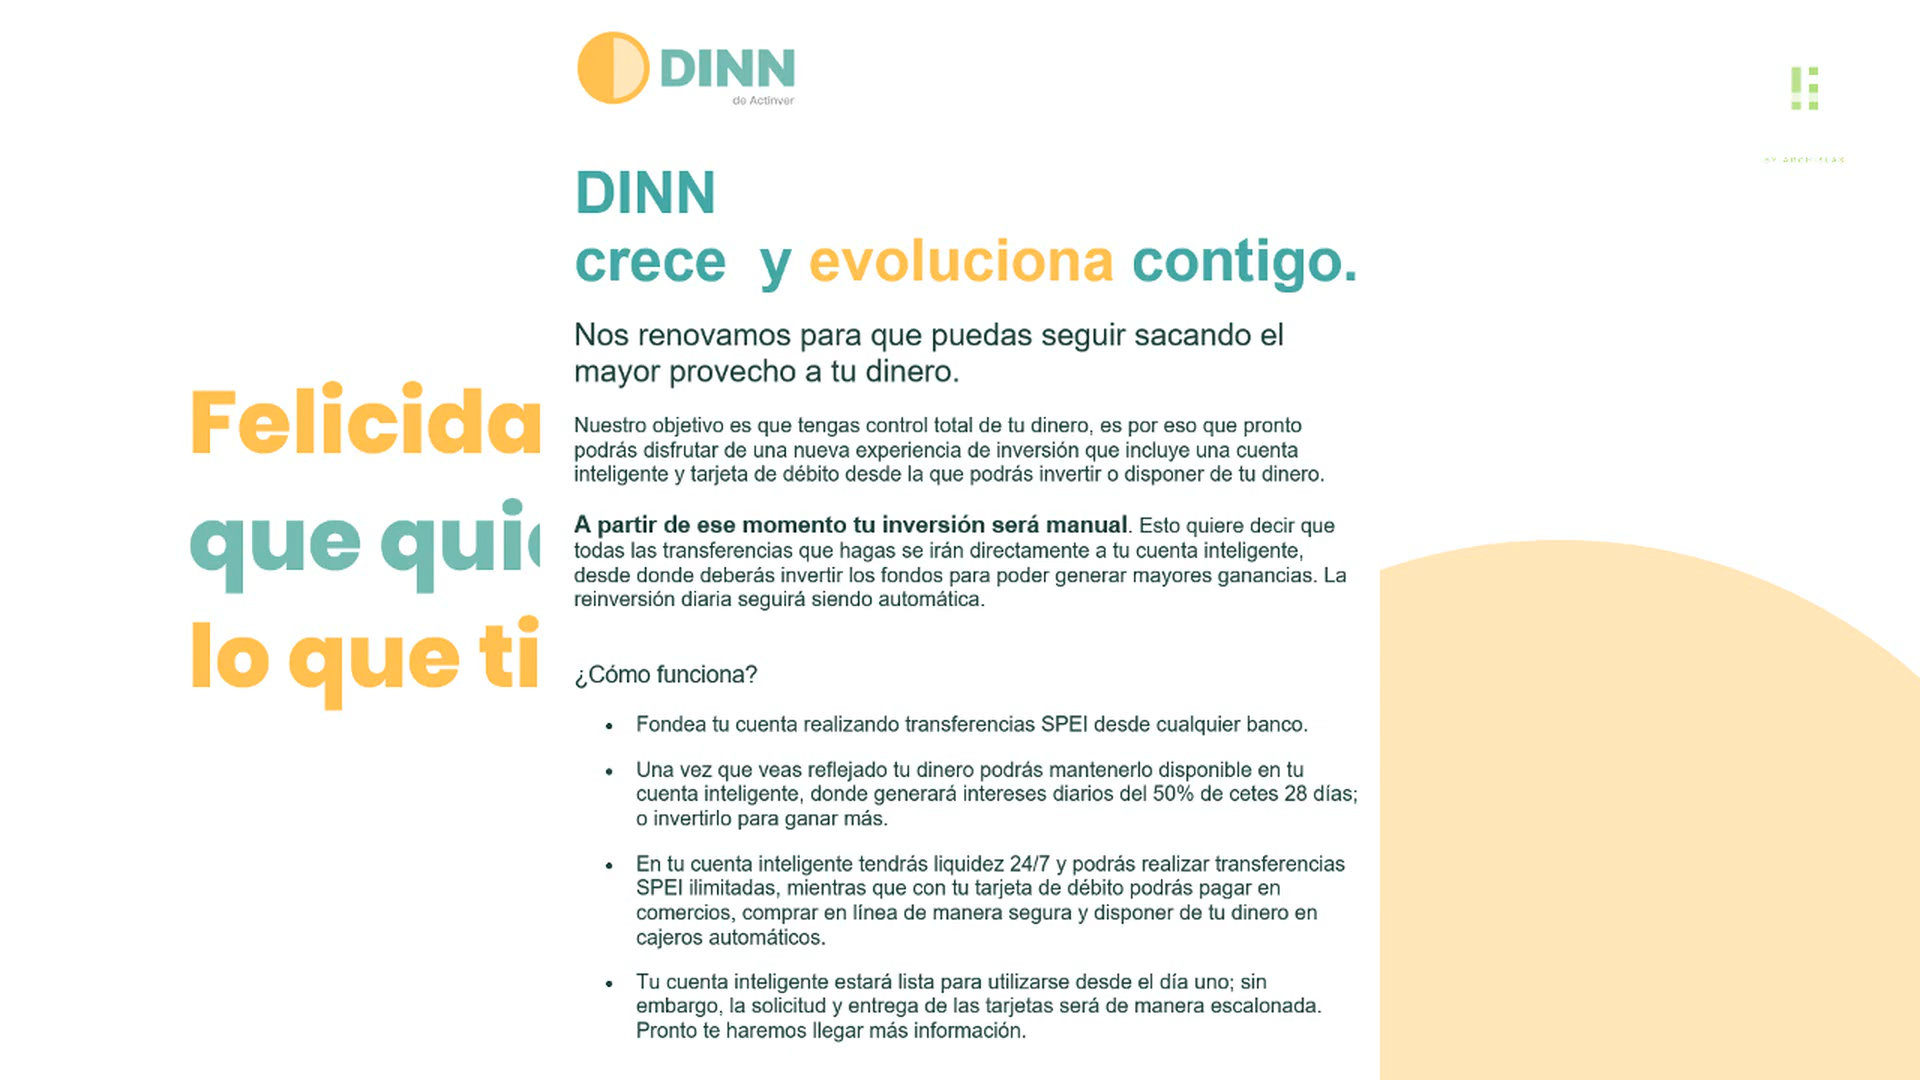 DINN
de Actinver
BY ARCHITLAB
DINN
crece y evoluciona contigo.
Nos renovamos para que puedas seguir sacando el
mayor provecho a tu dinero.
Nuestro objetivo es que tengas control total de tu dinero, es por eso que pronto
podrás disfrutar de una nueva experiencia de inversión que incluye una cuenta
inteligente y tarjeta de débito desde la que podrás invertir o disponer de tu dinero.
A partir de ese momento tu inversión será manual. Esto quiere decir que
todas las transferencias que hagas se irán directamente a tu cuenta inteligente,
desde donde deberás invertir los fondos para poder generar mayores ganancias. La
reinversión diaria seguirá siendo automática.
¿Cómo funciona?
• Fondea tu cuenta realizando transferencias SPEI desde cualquier banco.
• Una vez que veas reflejado tu dinero podrás mantenerlo disponible en tu
cuenta inteligente, donde generará intereses diarios del 50% de cetes 28 días;
o invertirlo para ganar más.
• En tu cuenta inteligente tendrás liquidez 24/7 y podrás realizar transferencias
SPEI ilimitadas, mientras que con tu tarjeta de débito podrás pagar en
comercios, comprar en línea de manera segura y disponer de tu dinero en
cajeros automáticos.
• Tu cuenta inteligente estará lista para utilizarse desde el día uno; sin
embargo, la solicitud y entrega de las tarjetas será de manera escalonada.
Pronto te haremos llegar más información.
Felicida
que qui
lo que ti